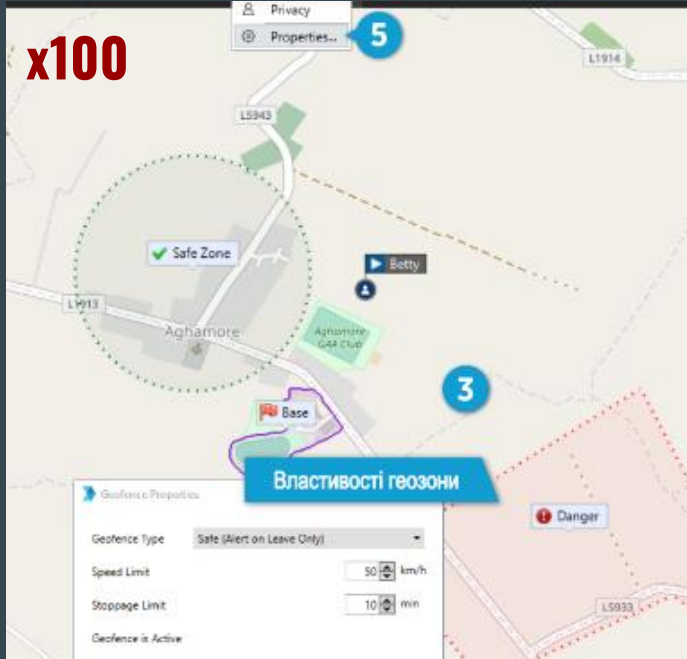 Privacy
Properties...
5
x100
L1914
L5943
Safe Zone
Betty
L1913
Aghamore
Aghamore
GAA Club
3
Base
Властивості геозони
Geofence Properties
Danger
Geofence Type
Safe (Alert on Leave Only)
Speed Limit
50
km/h
Stoppage Limit
10
min
L5933
Geofence is Active